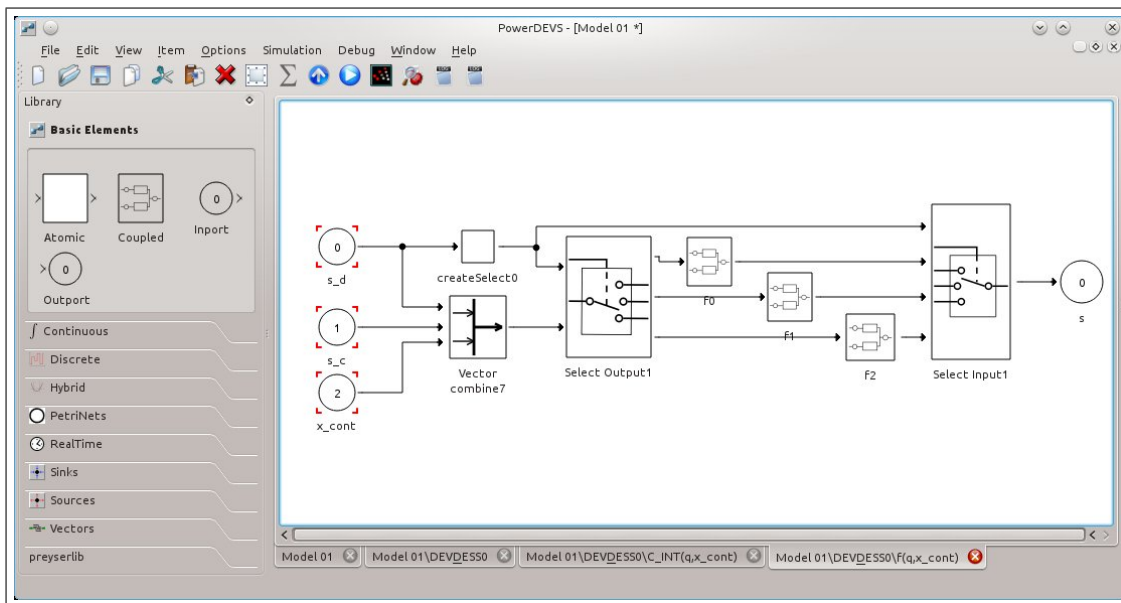 PowerDEVS - [Model 01 *]
File Edit View Item Options Simulation Debug Window Help
Library
Basic Elements
Atomic
Coupled
0
Inport
0
Outport
Continuous
Discrete
Hybrid
PetriNets
RealTime
Sinks
Sources
Vectors
preyserlib
0
s_d
1
s_c
2
x_cont
createSelect0
Vector
combine7
Select Output1
F0
f1
F2
Select Input1
0
s
Model 01 Model 01\DEVDESS0 Model 01\DEVDESS0\C_INT(q,x_cont) Model 01\DEVDESS0\f(q,x_cont)